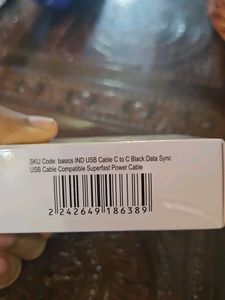 SKU Code: basics IND USB Cable C to C Black Data Sync
USB Cable Compatible Superfast Power Cable
2 242649 186389